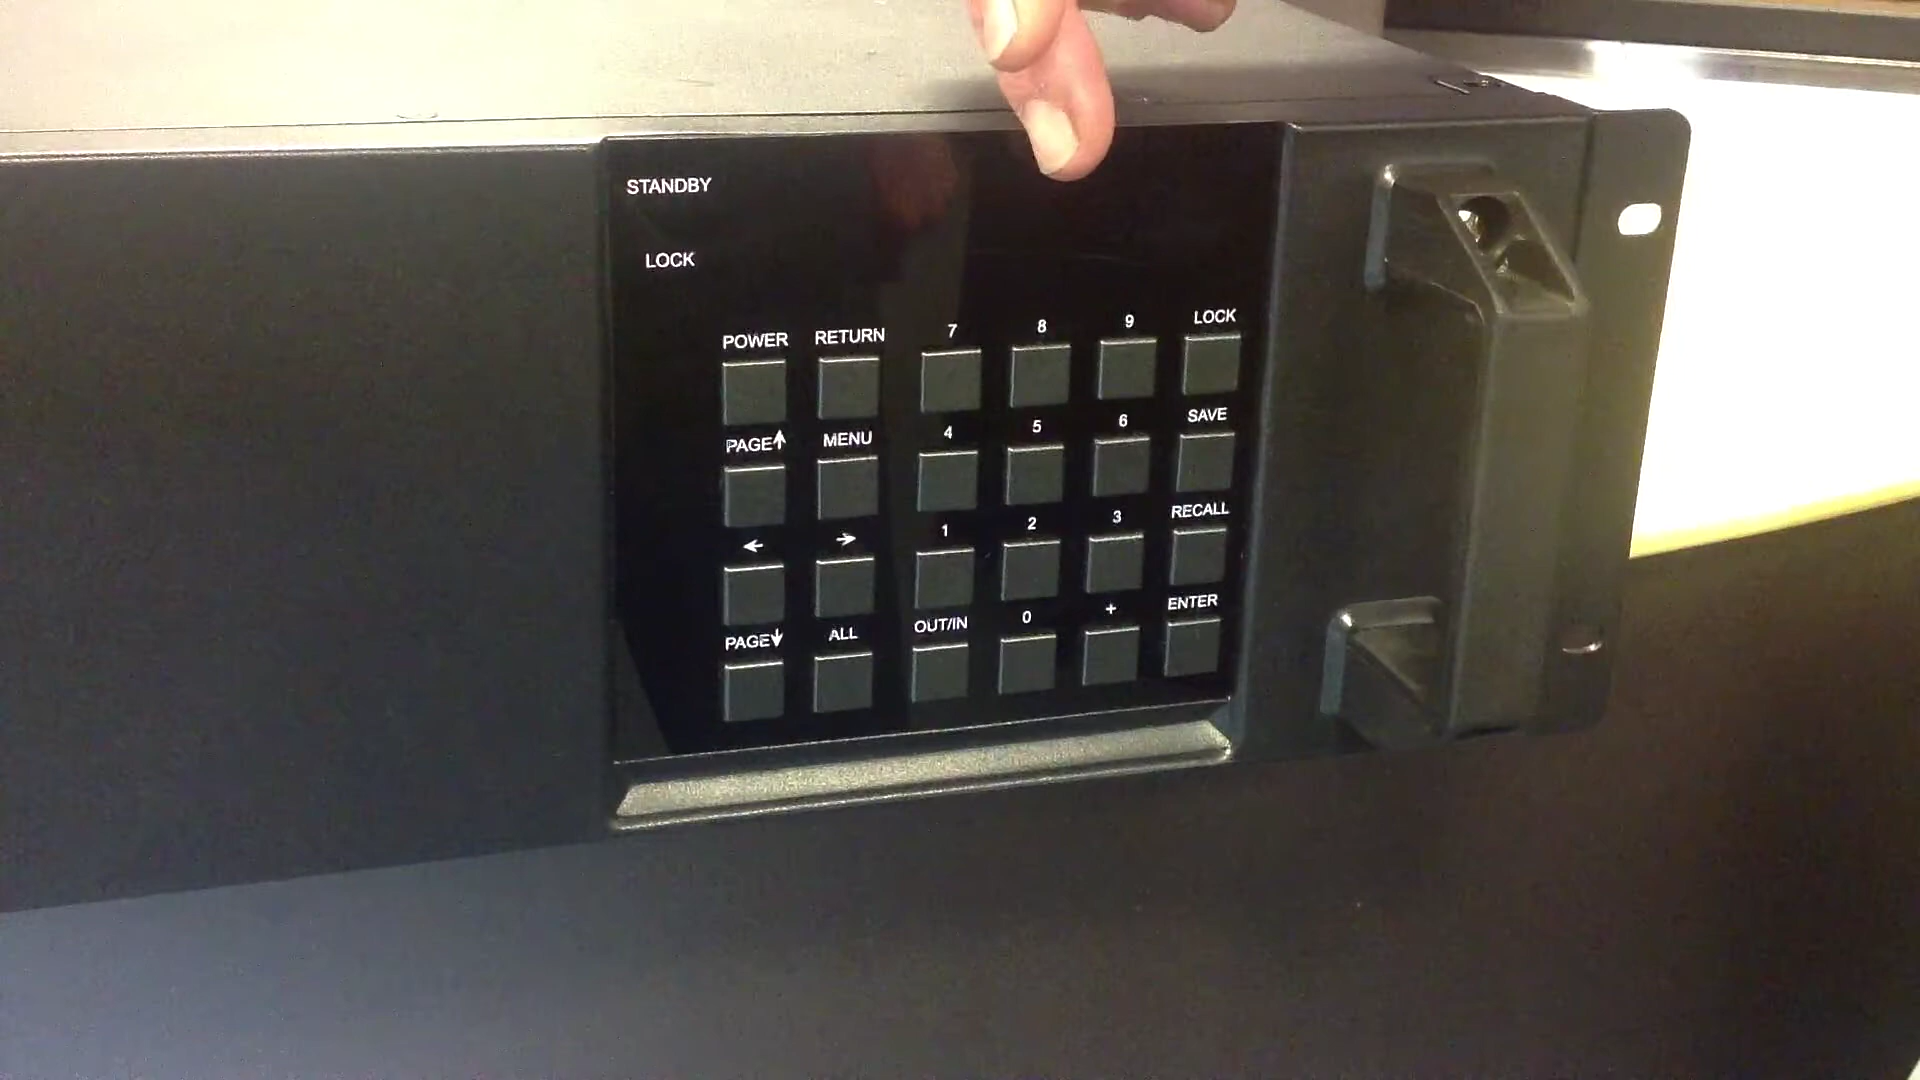 STANDBY
LOCK
POWER RETURN 7 8 9 LOCK
PAGE↑ MENU 4 5 6 SAVE
← → 1 2 3 RECALL
PAGE↓ ALL OUT/IN 0 + ENTER